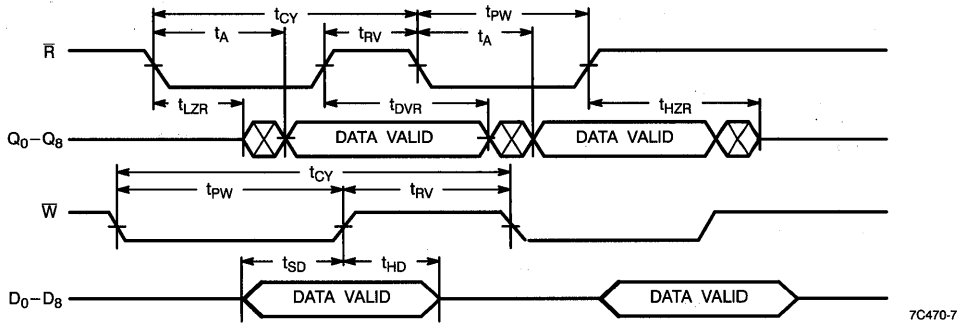 tCY tPW
tA tRV tA
R̅
tLZR tDVR tHZR
Q0–Q8 DATA VALID DATA VALID
tCY
tPW tRV
W̅
tSD tHD
D0–D8 DATA VALID DATA VALID
7C470-7